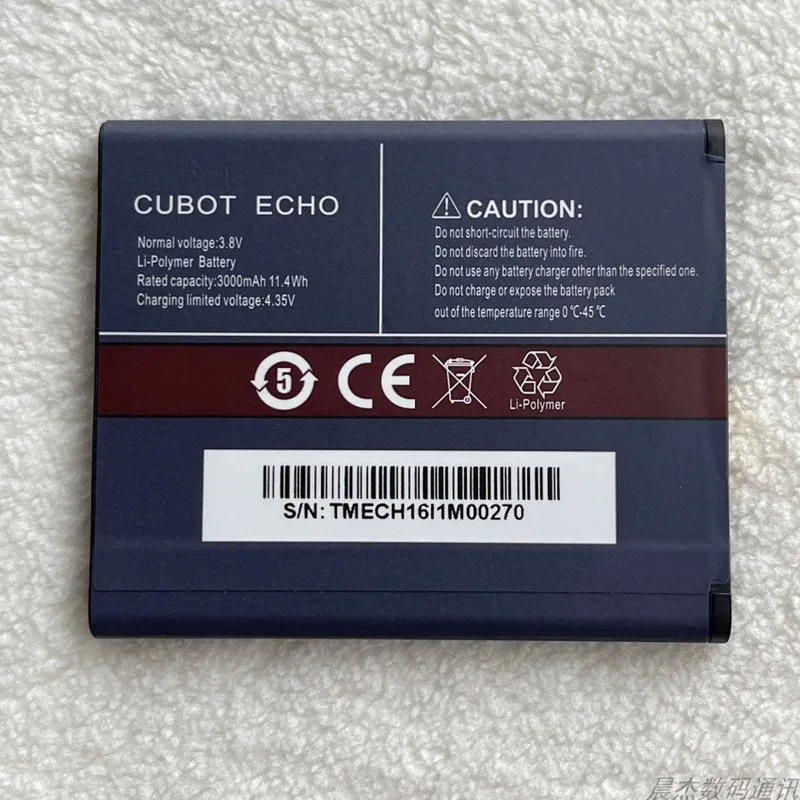 CUBOT ECHO
Normal voltage:3.8V
Li-Polymer Battery
Rated capacity:3000mAh 11.4Wh
Charging limited voltage:4.35V
CAUTION:
Do not short-circuit the battery.
Do not discard the battery into fire.
Do not use any battery charger other than the specified one.
Do not charge or expose the battery pack
out of the temperature range 0℃-45℃
5
CE
Li-Polymer
S/N: TMECH16I1M00270
晨杰数码通讯